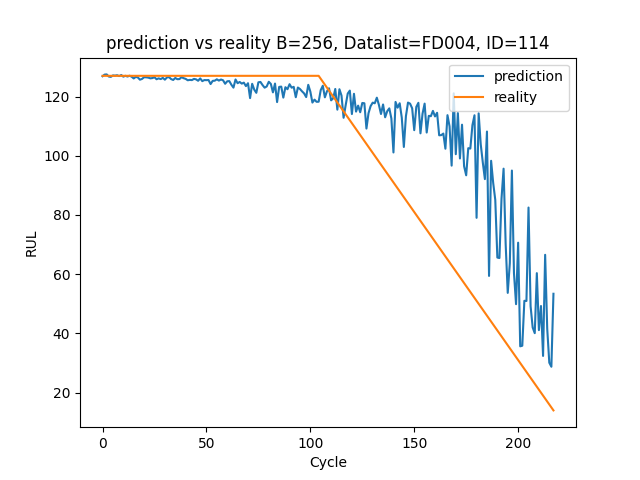 prediction vs reality B=256, Datalist=FD004, ID=114
prediction
reality
RUL
120
100
80
60
40
20
0 50 100 150 200
Cycle